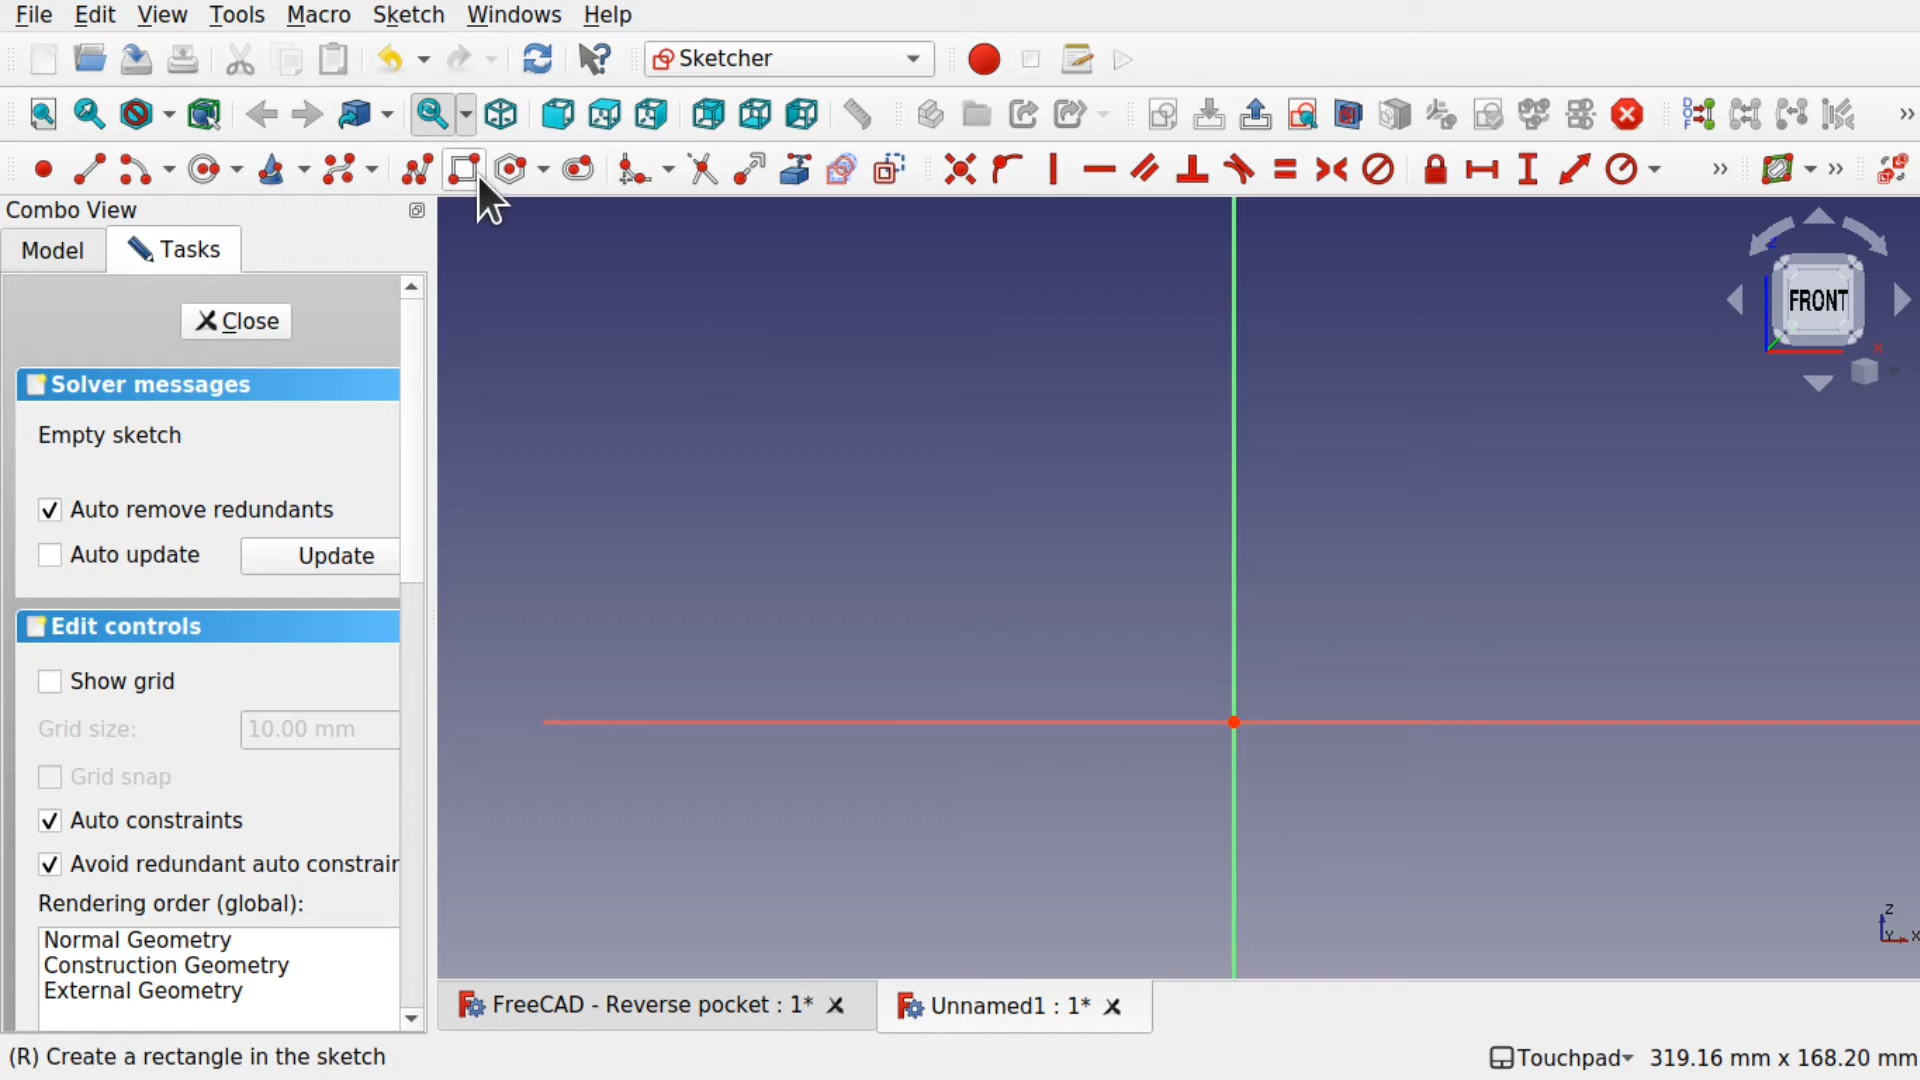 File Edit View Tools Macro Sketch Windows Help
Sketcher
Combo View
Model Tasks
Close
Solver messages
Empty sketch
Auto remove redundants
Auto update Update
Edit controls
Show grid
Grid size: 10.00 mm
Grid snap
Auto constraints
Avoid redundant auto constrain
Rendering order (global):
Normal Geometry
Construction Geometry
External Geometry
FRONT
Z
X
Z
Y X
FreeCAD - Reverse pocket : 1* Unnamed1 : 1*
(R) Create a rectangle in the sketch Touchpad 319.16 mm x 168.20 mm